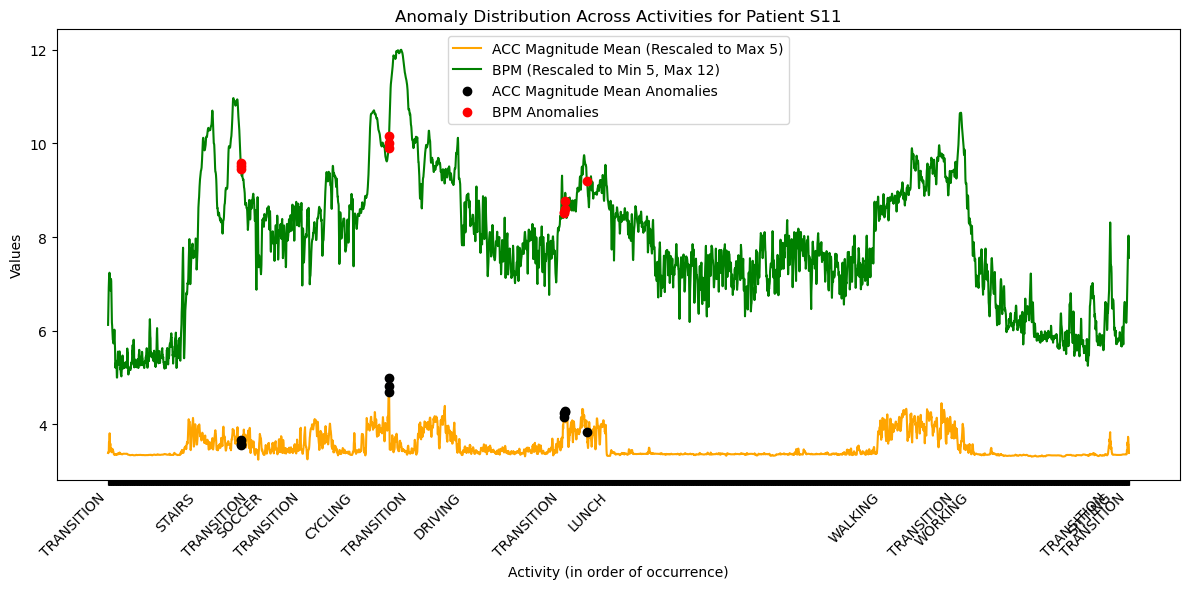 Anomaly Distribution Across Activities for Patient S11
ACC Magnitude Mean (Rescaled to Max 5)
BPM (Rescaled to Min 5, Max 12)
ACC Magnitude Mean Anomalies
BPM Anomalies
Values
12
10
8
6
4
TRANSITION
STAIRS
TRANSITION
SOCCER
TRANSITION
CYCLING
TRANSITION
DRIVING
TRANSITION
LUNCH
WALKING
TRANSITION
WORKING
TRANSITION
TRANSITION
Activity (in order of occurrence)